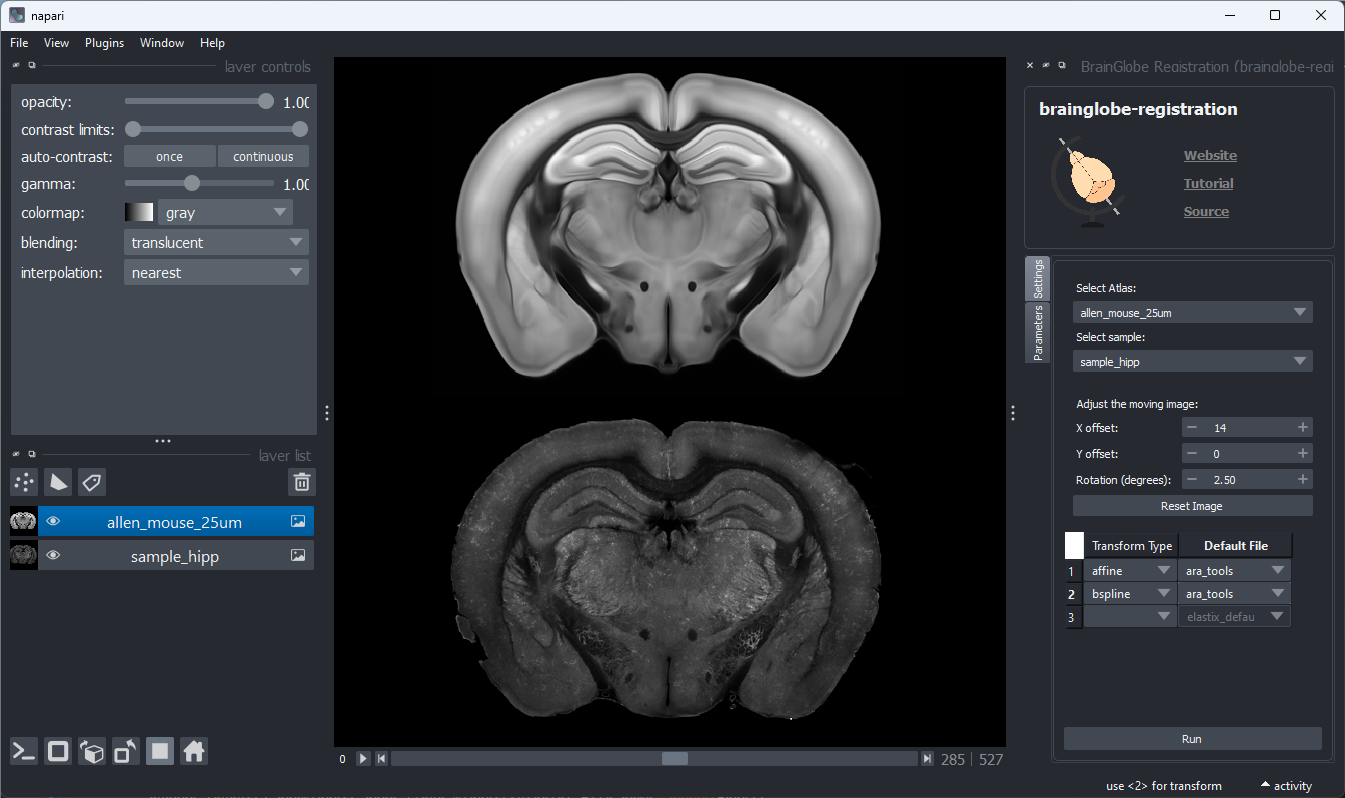 napari
File View Plugins Window Help
layer controls
opacity: 1.00
contrast limits:
auto-contrast: once continuous
gamma: 1.00
colormap: gray
blending: translucent
interpolation: nearest
layer list
allen_mouse_25um
sample_hipp
0 285 | 527
BrainGlobe Registration (brainglobe-regi
brainglobe-registration
Website
Tutorial
Source
Settings
Parameters
Select Atlas:
allen_mouse_25um
Select sample:
sample_hipp
Adjust the moving image:
X offset: − 14 +
Y offset: − 0 +
Rotation (degrees): − 2.50 +
Reset Image
Transform Type Default File
1 affine ara_tools
2 bspline ara_tools
3 elastix_defau
Run
use <2> for transform activity